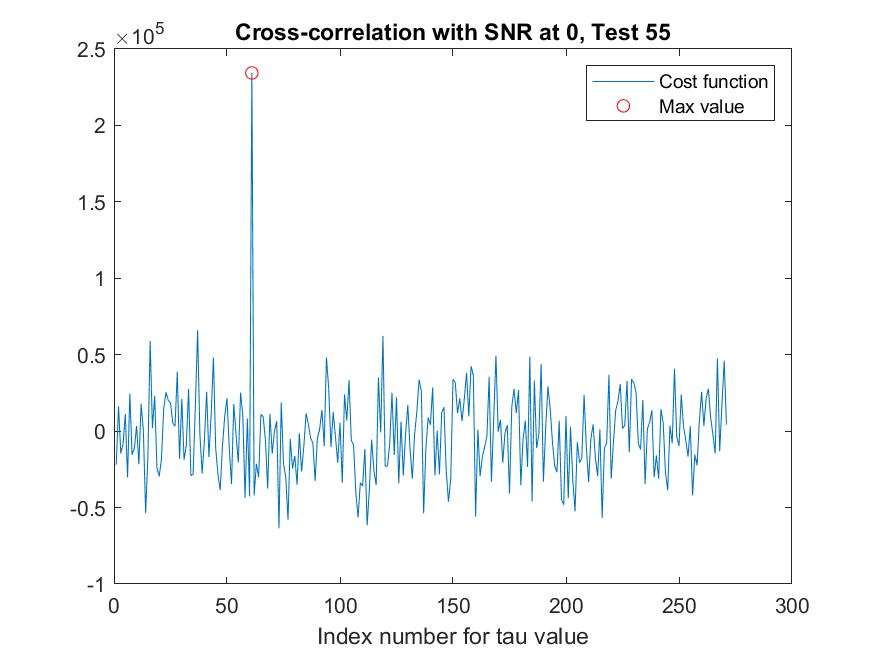 Cross-correlation with SNR at 0, Test 55
×10^5
2.5
2
1.5
1
0.5
0
-0.5
-1
0 50 100 150 200 250 300
Index number for tau value
Cost function
Max value